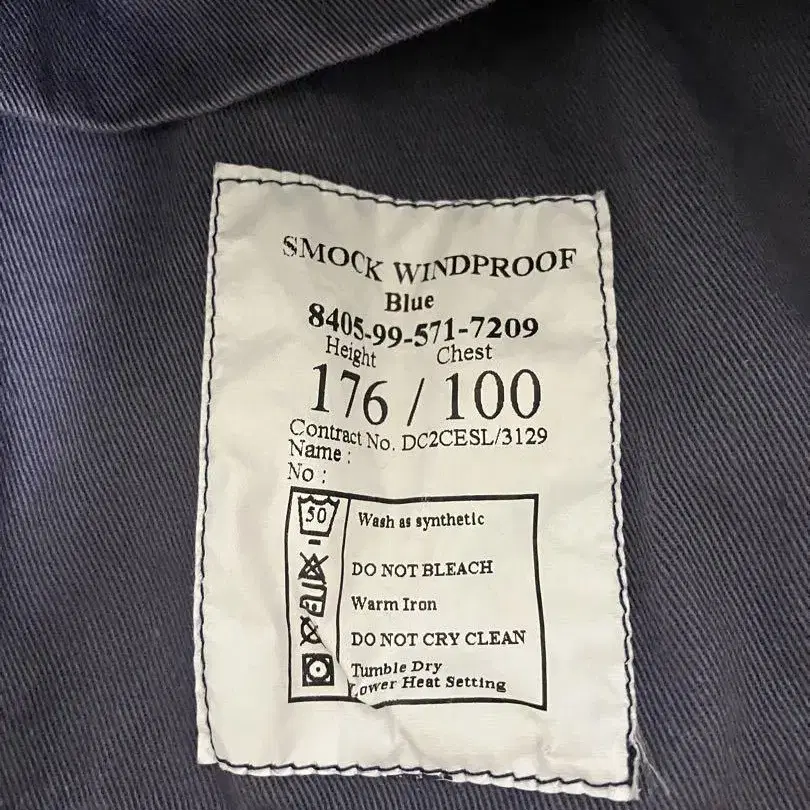 SMOCK WINDPROOF
Blue
8405-99-571-7209
Height Chest
176 / 100
Contract No. DC2CESL/3129
Name :
No :
50 Wash as synthetic
DO NOT BLEACH
Warm Iron
DO NOT CRY CLEAN
Tumble Dry
Lower Heat Setting